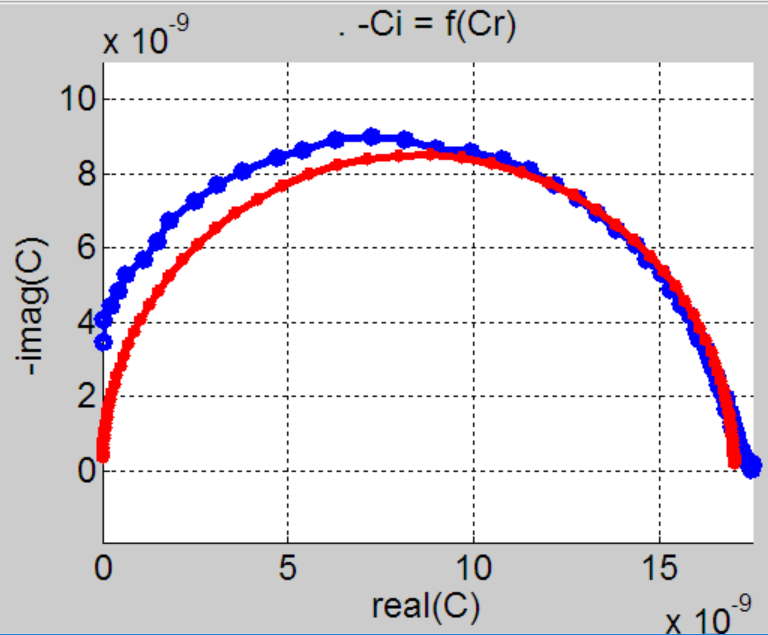 . -Ci = f(Cr)
x 10-9
10
8
6
4
2
0
-imag(C)
0 5 10 15
real(C)
x 10-9